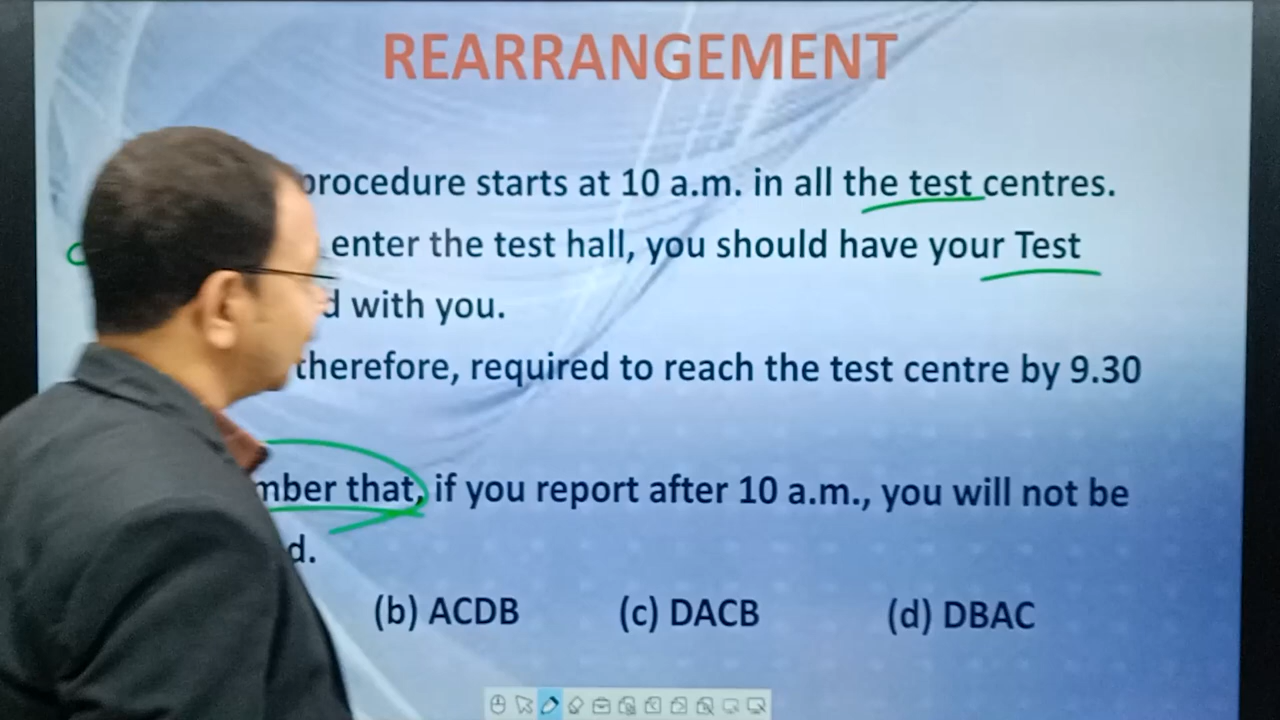 REARRANGEMENT
procedure starts at 10 a.m. in all the test centres.
enter the test hall, you should have your Test
with you.
therefore, required to reach the test centre by 9.30
that, if you report after 10 a.m., you will not be
(b) ACDB (c) DACB (d) DBAC